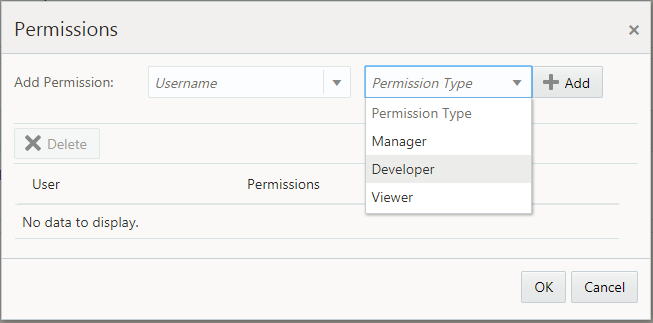 Permissions
Add Permission: Username Permission Type Add
Permission Type
Manager
Developer
Viewer
Delete
User Permissions
No data to display.
OK Cancel